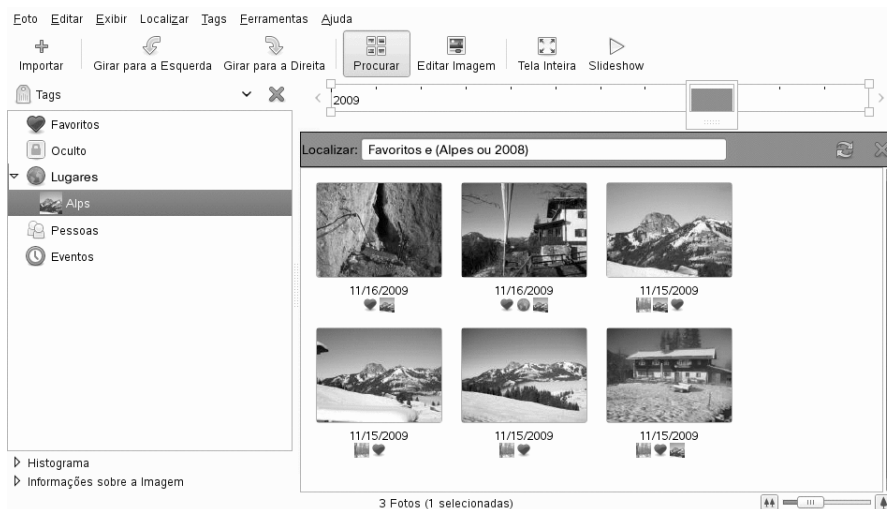 Foto Editar Exibir Localizar Tags Ferramentas Ajuda
Importar Girar para a Esquerda Girar para a Direita Procurar Editar Imagem Tela Inteira Slideshow
Tags
2009
Favoritos
Oculto
Lugares
Alps
Pessoas
Eventos
Localizar: Favoritos e (Alpes ou 2008)
11/16/2009 11/16/2009 11/15/2009
11/15/2009 11/15/2009 11/15/2009
Histograma
Informações sobre a Imagem
3 Fotos (1 selecionadas)